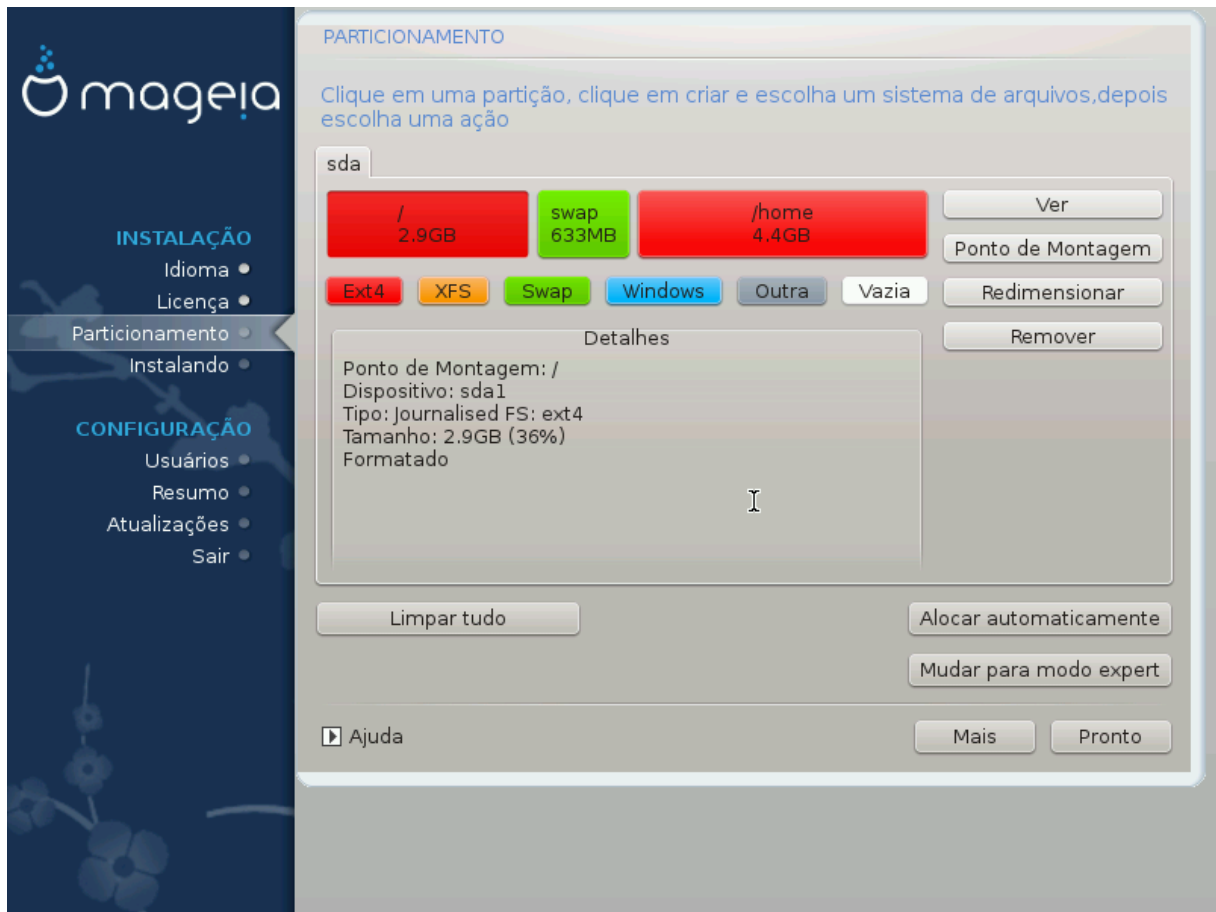 mageia
INSTALAÇÃO
Idioma
Licença
Particionamento
Instalando
CONFIGURAÇÃO
Usuários
Resumo
Atualizações
Sair
PARTICIONAMENTO
Clique em uma partição, clique em criar e escolha um sistema de arquivos,depois
escolha uma ação
sda
/
2.9GB
swap
633MB
/home
4.4GB
Ext4 XFS Swap Windows Outra Vazia
Ver
Ponto de Montagem
Redimensionar
Remover
Detalhes
Ponto de Montagem: /
Dispositivo: sda1
Tipo: Journalised FS: ext4
Tamanho: 2.9GB (36%)
Formatado
Limpar tudo
Alocar automaticamente
Mudar para modo expert
Ajuda
Mais
Pronto